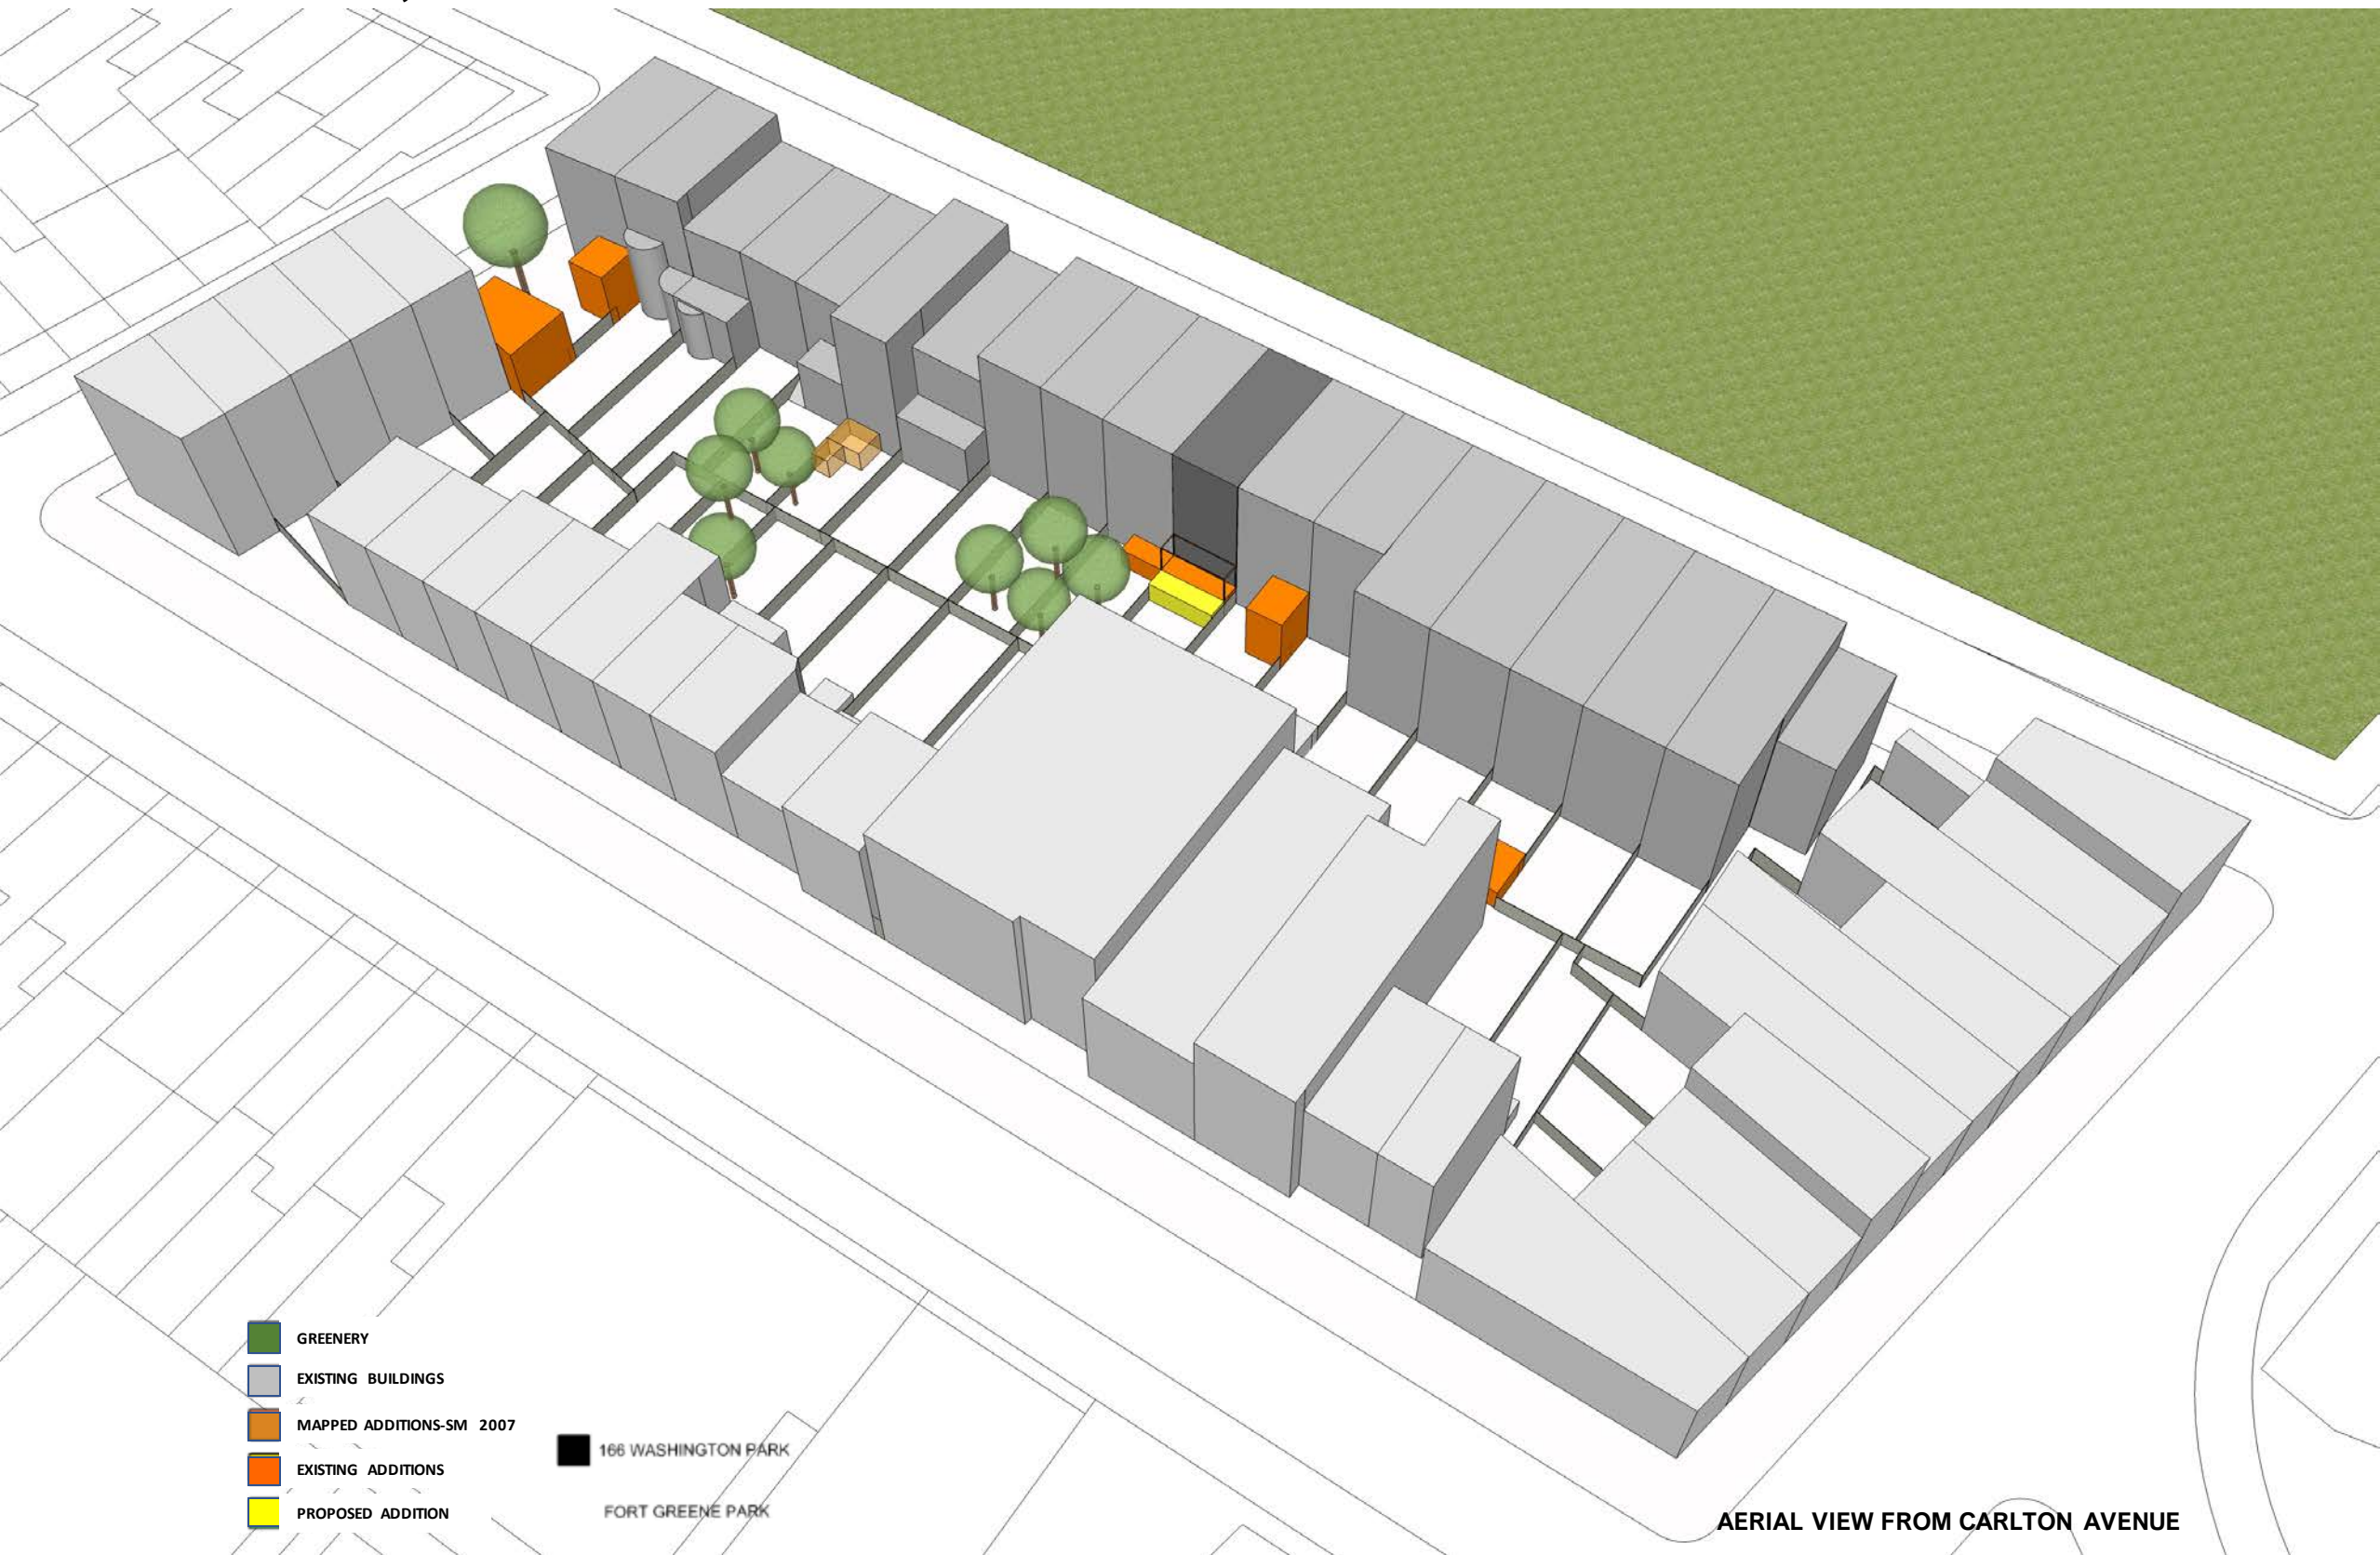 GREENERY
EXISTING BUILDINGS
MAPPED ADDITIONS-SM 2007
EXISTING ADDITIONS
PROPOSED ADDITION
166 WASHINGTON PARK
FORT GREENE PARK
AERIAL VIEW FROM CARLTON AVENUE